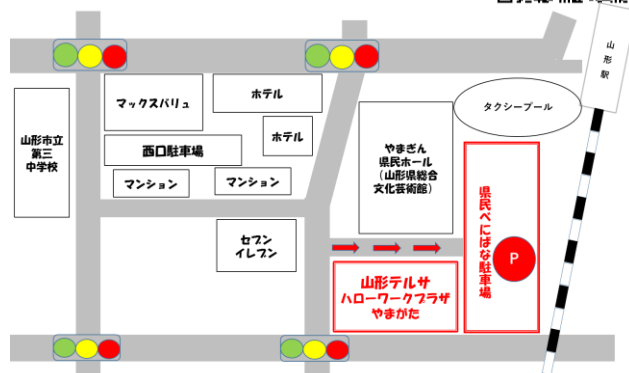 山形駅
マックスバリュ
ホテル
タクシープール
山形市立
第三
中学校
西口駐車場
ホテル
やまぎん
県民ホール
(山形県総合
文化芸術館)
マンション
マンション
県民べにばな駐車場
P
セブン
イレブン
山形テルサ
ハローワークプラザ
やまがた